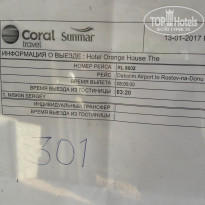 TOP HOTELS
Coral travel
Sunmar
13-01-2017
ИНФОРМАЦИЯ О ВЫЕЗДЕ : Hotel Orange House The
НОМЕР РЕЙСА
РЕЙС Dalaman Airport to Rostov-na-Donu
ВРЕМЯ ВЫЛЕТА
ВРЕМЯ ВЫЕЗДА ИЗ ГОСТИНИЦЫ 03:20
SERGEY
ИНДИВИДУАЛЬНЫЙ ТРАНСФЕР
ВРЕМЯ ВЫЕЗДА ИЗ ГОСТИНИЦЫ
301